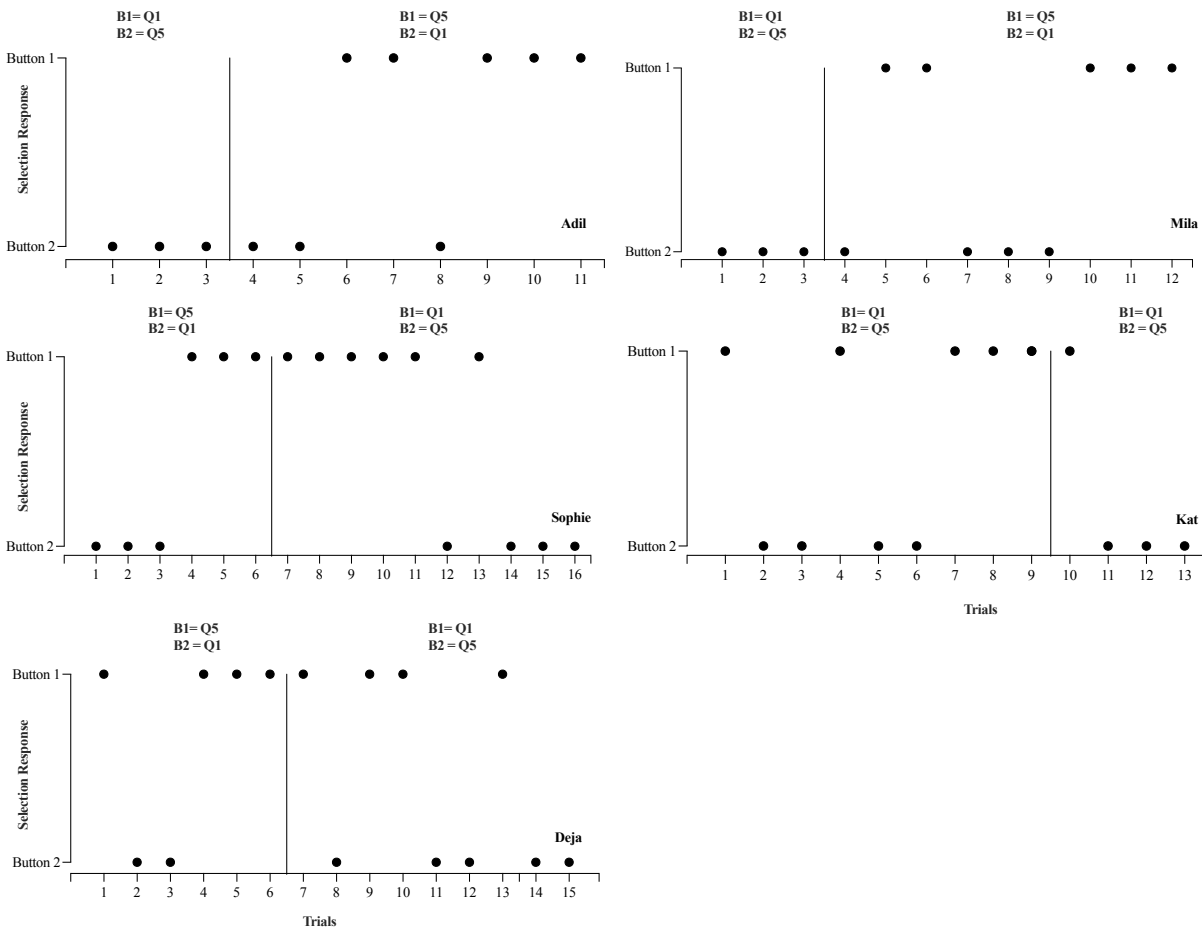 B1= Q1
B2 = Q5
B1 = Q5
B2 = Q1
Button 1
Selection Response
Adil
Button 2
1 2 3 4 5 6 7 8 9 10 11
B1= Q1
B2 = Q5
B1 = Q5
B2 = Q1
Button 1
Mila
Button 2
1 2 3 4 5 6 7 8 9 10 11 12
B1= Q5
B2 = Q1
B1= Q1
B2 = Q5
Button 1
Selection Response
Sophie
Button 2
1 2 3 4 5 6 7 8 9 10 11 12 13 14 15 16
B1= Q1
B2 = Q5
B1= Q1
B2 = Q5
Button 1
Kat
Button 2
1 2 3 4 5 6 7 8 9 10 11 12 13
Trials
B1= Q5
B2 = Q1
B1= Q1
B2 = Q5
Button 1
Selection Response
Deja
Button 2
1 2 3 4 5 6 7 8 9 10 11 12 13 14 15
Trials